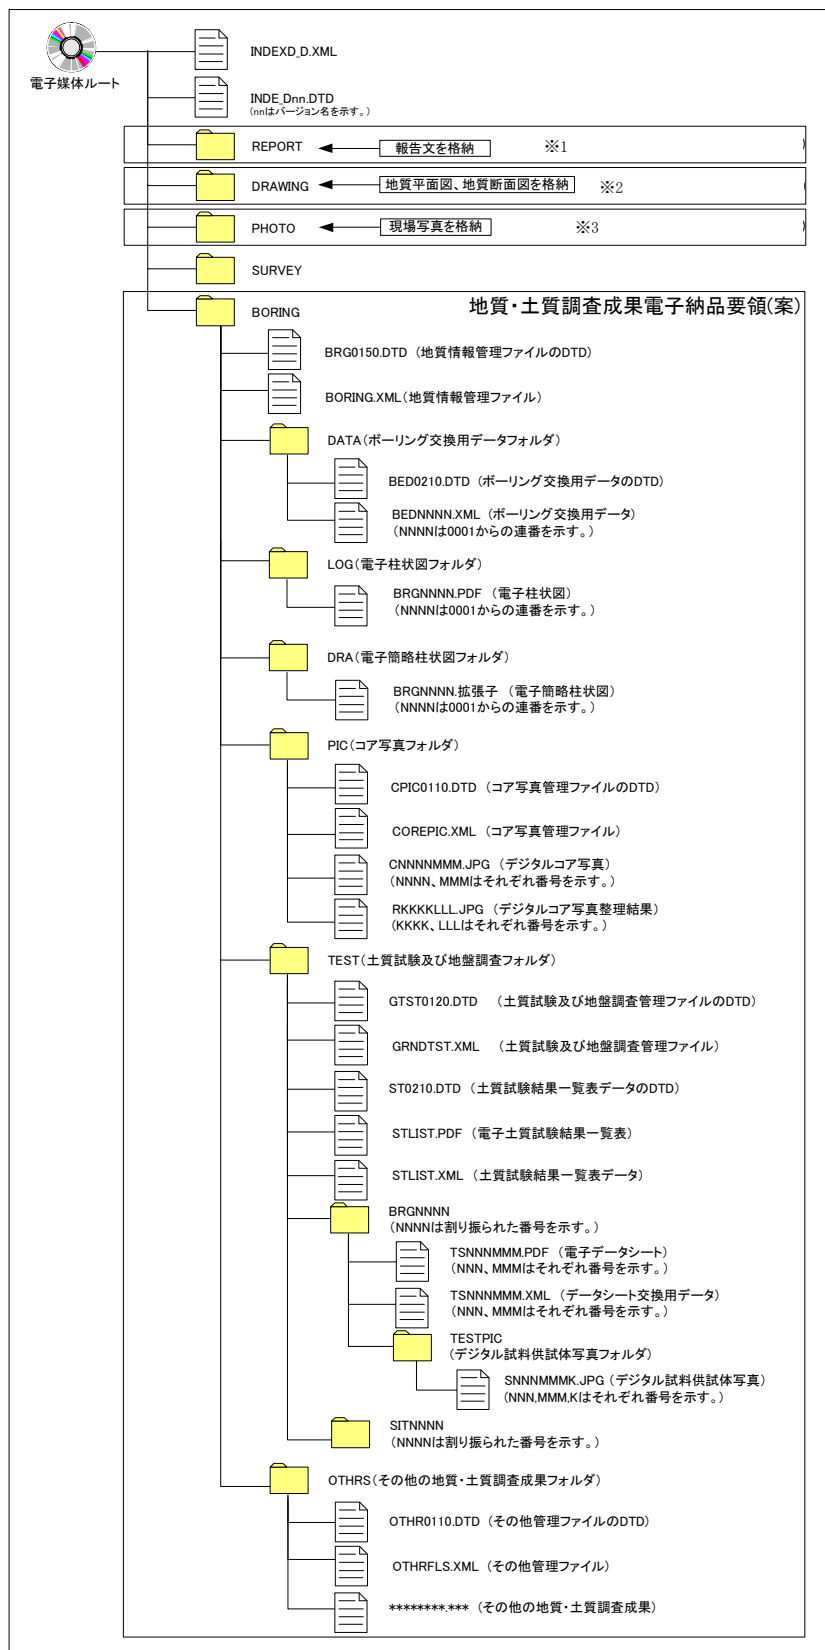 電子媒体ルート
INDEXD_D.XML
INDE_Dnn.DTD
(nnはバージョン名を示す。)
REPORT 報告文を格納 ※1
DRAWING 地質平面図、地質断面図を格納 ※2
PHOTO 現場写真を格納 ※3
SURVEY
地質・土質調査成果電子納品要領(案)
BORING
BRG0150.DTD (地質情報管理ファイルのDTD)
BORING.XML(地質情報管理ファイル)
DATA(ボーリング交換用データフォルダ)
BED0210.DTD (ボーリング交換用データのDTD)
BEDNNNN.XML (ボーリング交換用データ)
(NNNNは0001からの連番を示す。)
LOG(電子柱状図フォルダ)
BRGNNNN.PDF (電子柱状図)
(NNNNは0001からの連番を示す。)
DRA(電子簡略柱状図フォルダ)
BRGNNNN.拡張子 (電子簡略柱状図)
(NNNNは0001からの連番を示す。)
PIC(コア写真フォルダ)
CPIC0110.DTD (コア写真管理ファイルのDTD)
COREPIC.XML (コア写真管理ファイル)
CNNNNMMM.JPG (デジタルコア写真)
(NNNN、MMMはそれぞれ番号を示す。)
RKKKKLLL.JPG (デジタルコア写真整理結果)
(KKKK、LLLはそれぞれ番号を示す。)
TEST(土質試験及び地盤調査フォルダ)
GTST0120.DTD (土質試験及び地盤調査管理ファイルのDTD)
GRNDTST.XML (土質試験及び地盤調査管理ファイル)
ST0210.DTD (土質試験結果一覧表データのDTD)
STLIST.PDF (電子土質試験結果一覧表)
STLIST.XML (土質試験結果一覧表データ)
BRGNNNN
(NNNNは割り振られた番号を示す。)
TSNNNMMM.PDF (電子データシート)
(NNN、MMMはそれぞれ番号を示す。)
TSNNNMMM.XML (データシート交換用データ)
(NNN、MMMはそれぞれ番号を示す。)
TESTPIC
(デジタル試料供試体写真フォルダ)
SNNNMMMK.JPG (デジタル試料供試体写真)
(NNN,MMM,Kはそれぞれ番号を示す。)
SITNNNN
(NNNNは割り振られた番号を示す。)
OTHRS(その他の地質・土質調査成果フォルダ)
OTHR0110.DTD (その他管理ファイルのDTD)
OTHRFLS.XML (その他管理ファイル)
********.*** (その他の地質・土質調査成果)